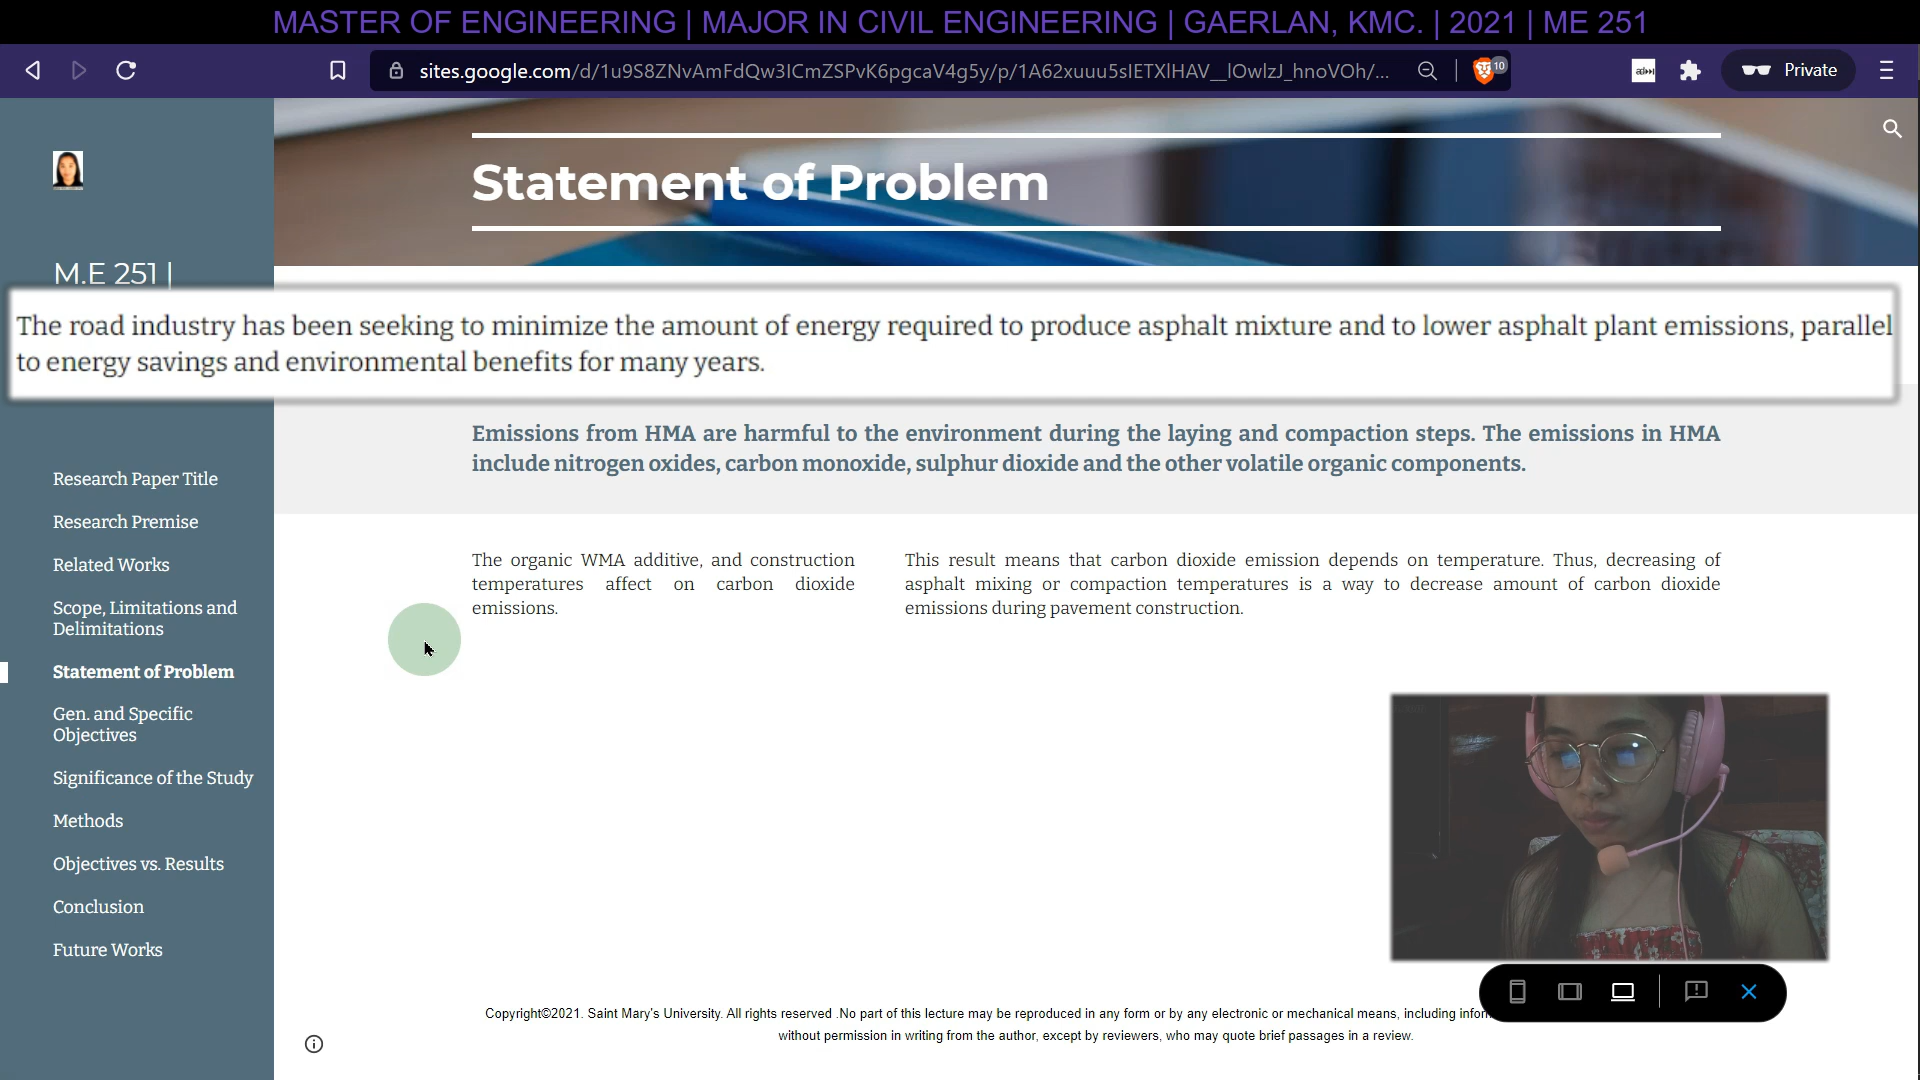 MASTER OF ENGINEERING | MAJOR IN CIVIL ENGINEERING | GAERLAN, KMC. | 2021 | ME 251
sites.google.com/d/1u9S8ZNvAmFdQw3ICmZSPvK6pgcaV4g5y/p/1A62xuuu5sIETXlHAV__lOwlzJ_hnoVOh/...
10
Private
Statement of Problem
M.E 251 |
The road industry has been seeking to minimize the amount of energy required to produce asphalt mixture and to lower asphalt plant emissions, parallel
to energy savings and environmental benefits for many years.
Emissions from HMA are harmful to the environment during the laying and compaction steps. The emissions in HMA
include nitrogen oxides, carbon monoxide, sulphur dioxide and the other volatile organic components.
The organic WMA additive, and construction
temperatures affect on carbon dioxide
emissions.
This result means that carbon dioxide emission depends on temperature. Thus, decreasing of
asphalt mixing or compaction temperatures is a way to decrease amount of carbon dioxide
emissions during pavement construction.
Research Paper Title
Research Premise
Related Works
Scope, Limitations and
Delimitations
Statement of Problem
Gen. and Specific
Objectives
Significance of the Study
Methods
Objectives vs. Results
Conclusion
Future Works
Copyright©2021. Saint Mary's University. All rights reserved .No part of this lecture may be reproduced in any form or by any electronic or mechanical means, including
without permission in writing from the author, except by reviewers, who may quote brief passages in a review.